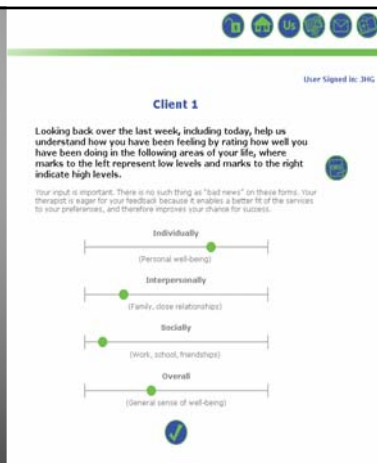 Us
User Signed in: JHG
Client 1
Looking back over the last week, including today, help us
understand how you have been feeling by rating how well you
have been doing in the following areas of your life, where
marks to the left represent low levels and marks to the right
indicate high levels.
Your input is important. There is no such thing as "bad news" on these forms. Your
therapist is eager for your feedback because it enables a better fit of the services
to your preferences, and therefore improves your chance for success.
Individually
(Personal well-being)
Interpersonally
(Family, close relationships)
Socially
(Work, school, friendships)
Overall
(General sense of well-being)